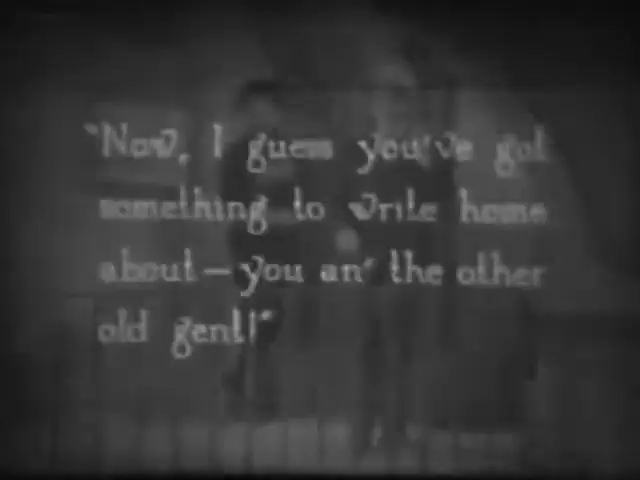 "Now, I guess you've got
something to write home
about—you an' the other
old gent!"